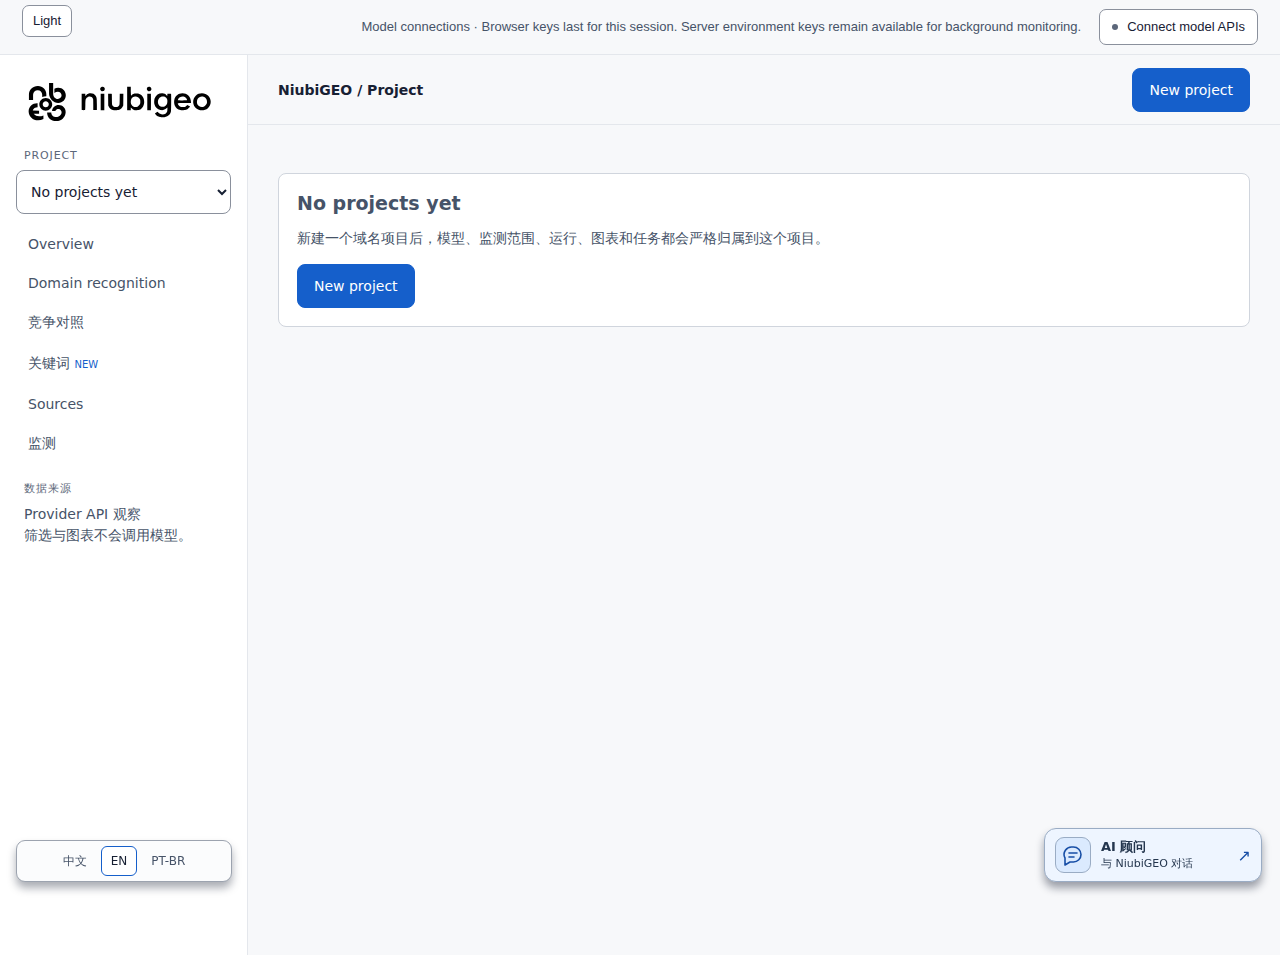 Light
Model connections · Browser keys last for this session. Server environment keys remain available for background monitoring.
Connect model APIs
niubigeo
NiubiGEO / Project
New project
PROJECT
No projects yet
Overview
Domain recognition
竞争对照
关键词 NEW
Sources
监测
数据来源
Provider API 观察
筛选与图表不会调用模型。
No projects yet
新建一个域名项目后，模型、监测范围、运行、图表和任务都会严格归属到这个项目。
New project
中文 EN PT-BR
AI 顾问
与 NiubiGEO 对话